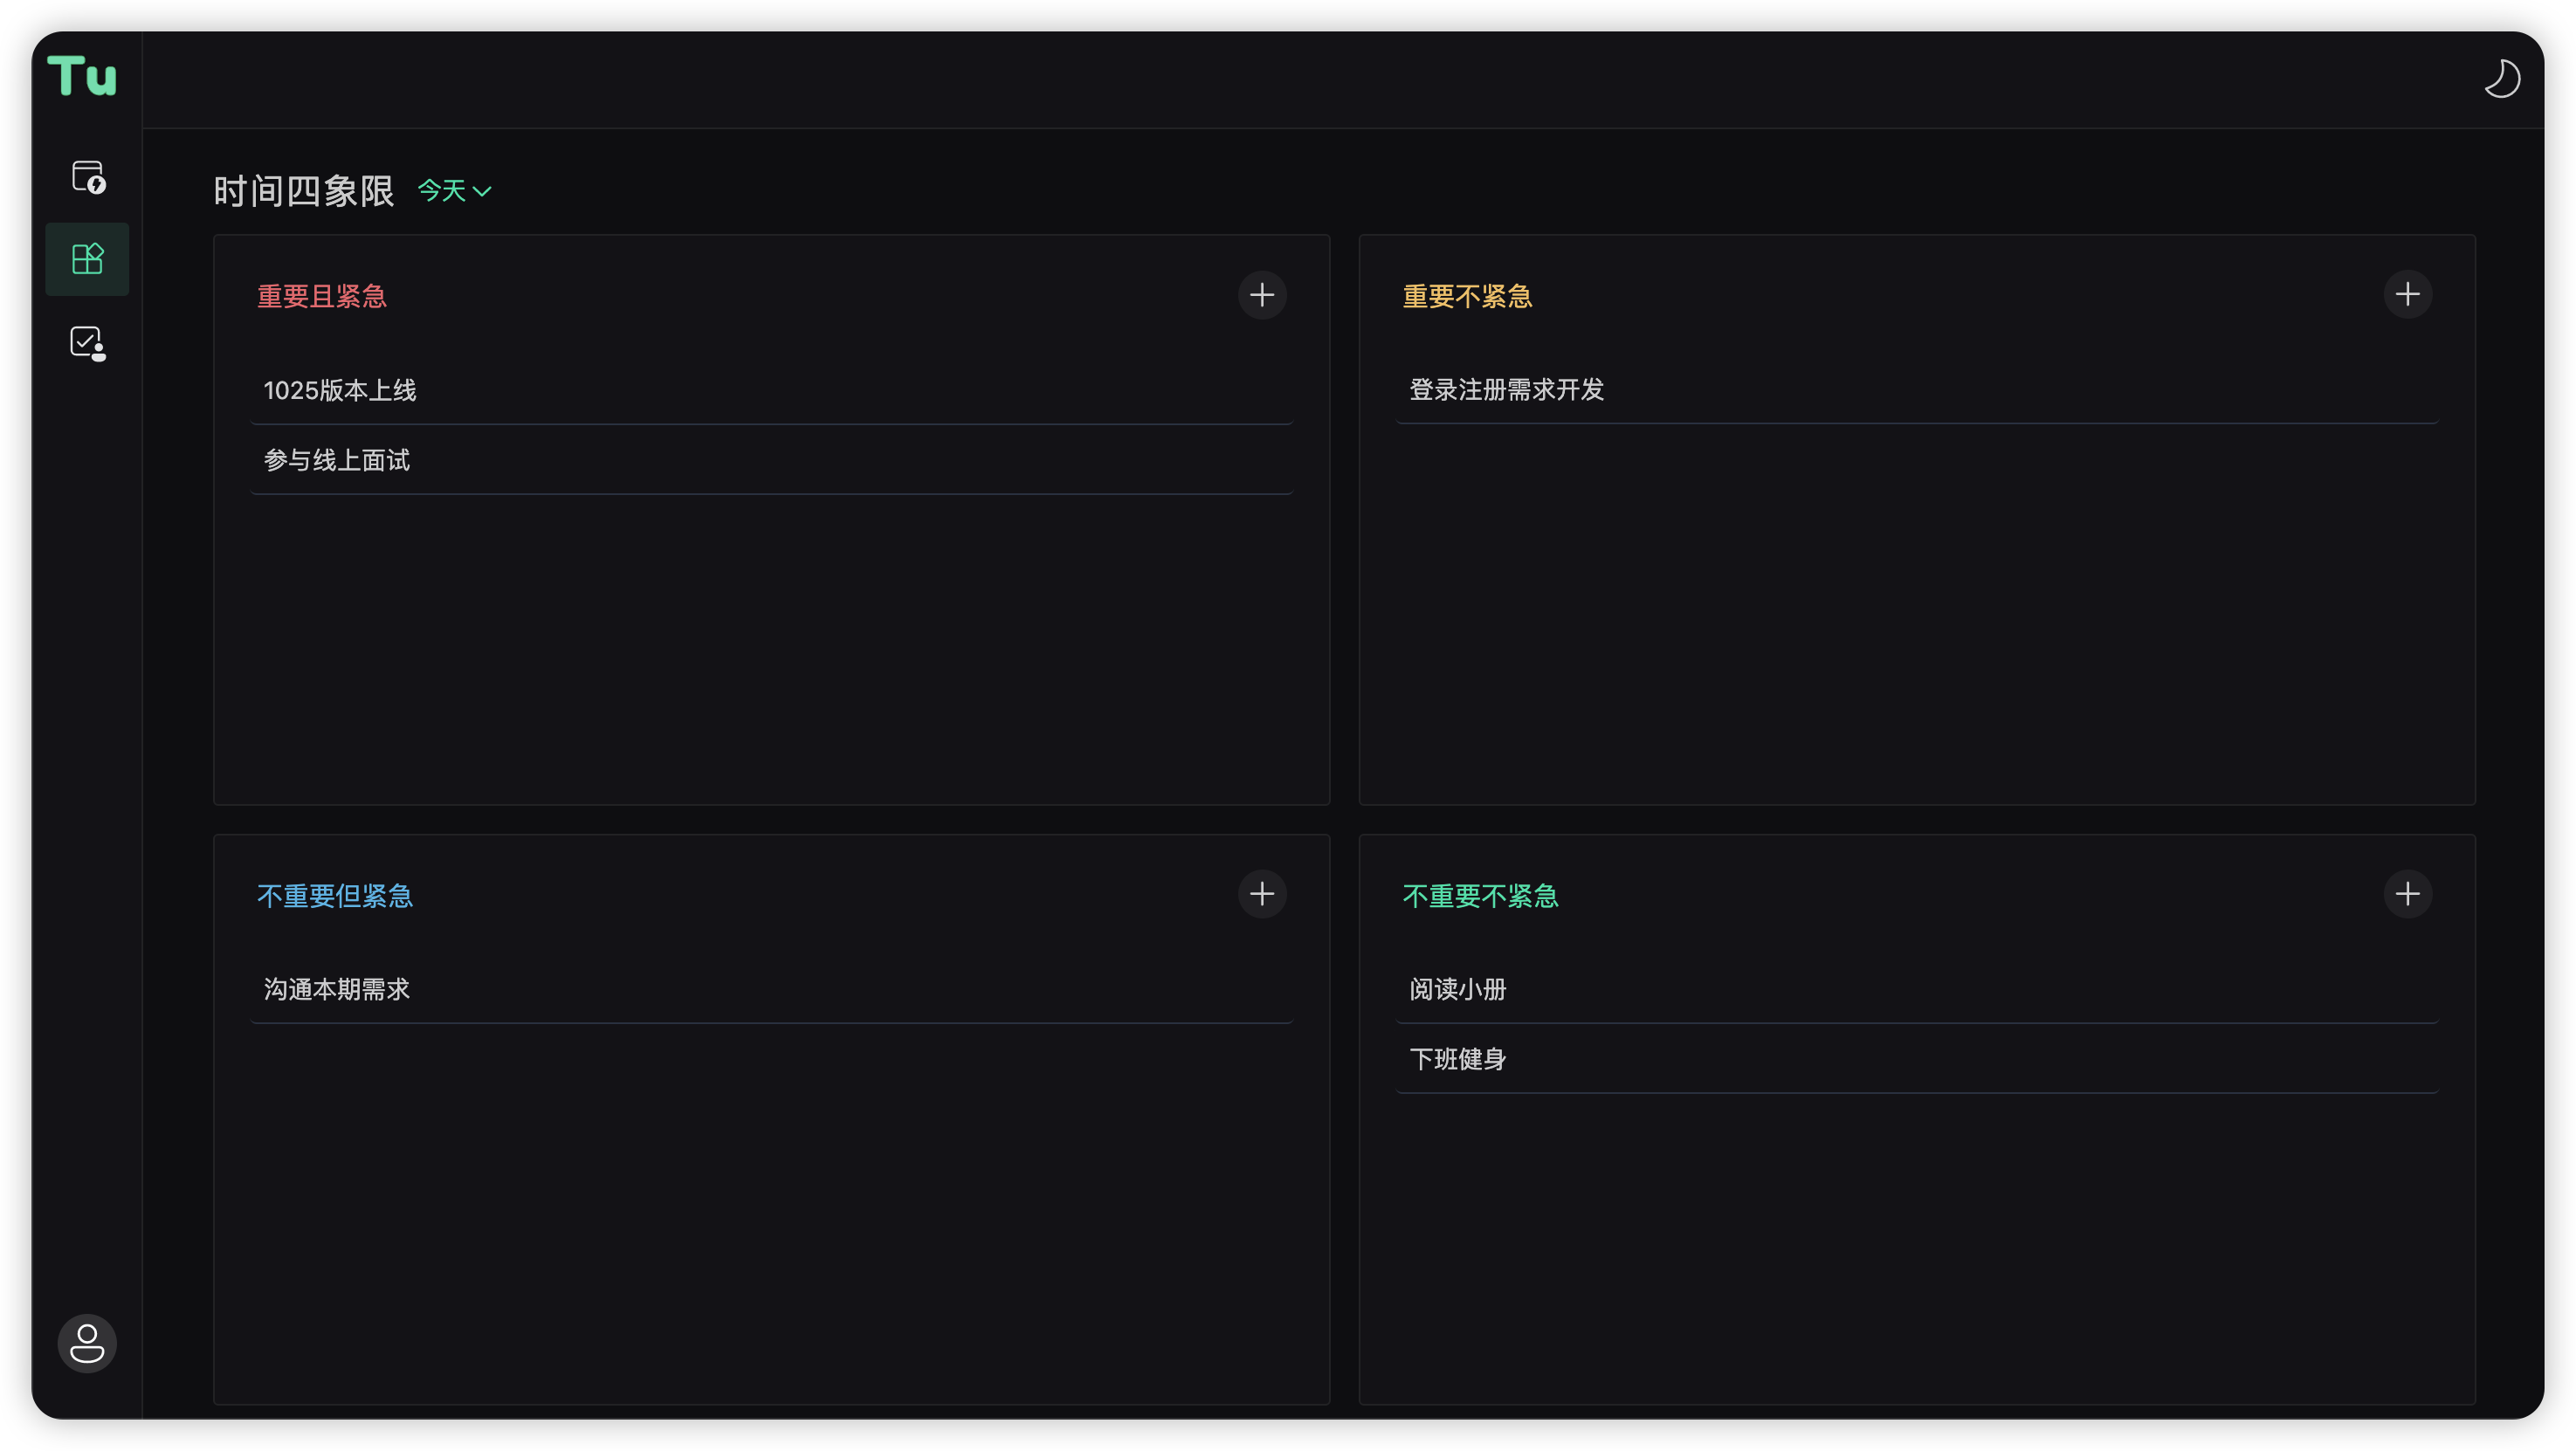 Tu
时间四象限 今天
重要且紧急
1025版本上线
参与线上面试
重要不紧急
登录注册需求开发
不重要但紧急
沟通本期需求
不重要不紧急
阅读小册
下班健身